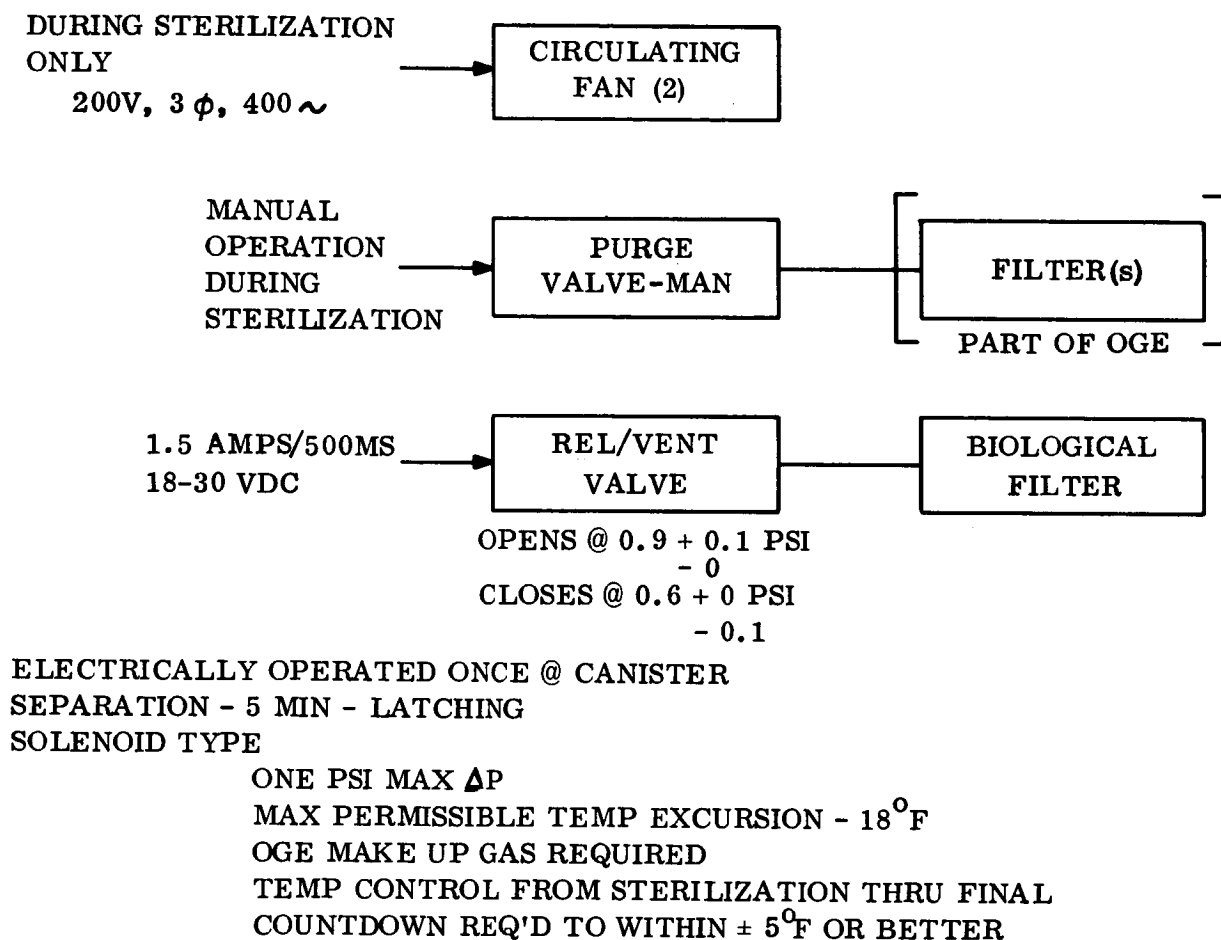 DURING STERILIZATION
ONLY
200V, 3 ϕ, 400 ~
CIRCULATING
FAN (2)
MANUAL
OPERATION
DURING
STERILIZATION
PURGE
VALVE-MAN
FILTER(s)
PART OF OGE
1.5 AMPS/500MS
18-30 VDC
REL/VENT
VALVE
BIOLOGICAL
FILTER
OPENS @ 0.9 + 0.1 PSI
- 0
CLOSES @ 0.6 + 0 PSI
- 0.1
ELECTRICALLY OPERATED ONCE @ CANISTER
SEPARATION - 5 MIN - LATCHING
SOLENOID TYPE
ONE PSI MAX ΔP
MAX PERMISSIBLE TEMP EXCURSION - 18°F
OGE MAKE UP GAS REQUIRED
TEMP CONTROL FROM STERILIZATION THRU FINAL
COUNTDOWN REQ'D TO WITHIN ± 5°F OR BETTER